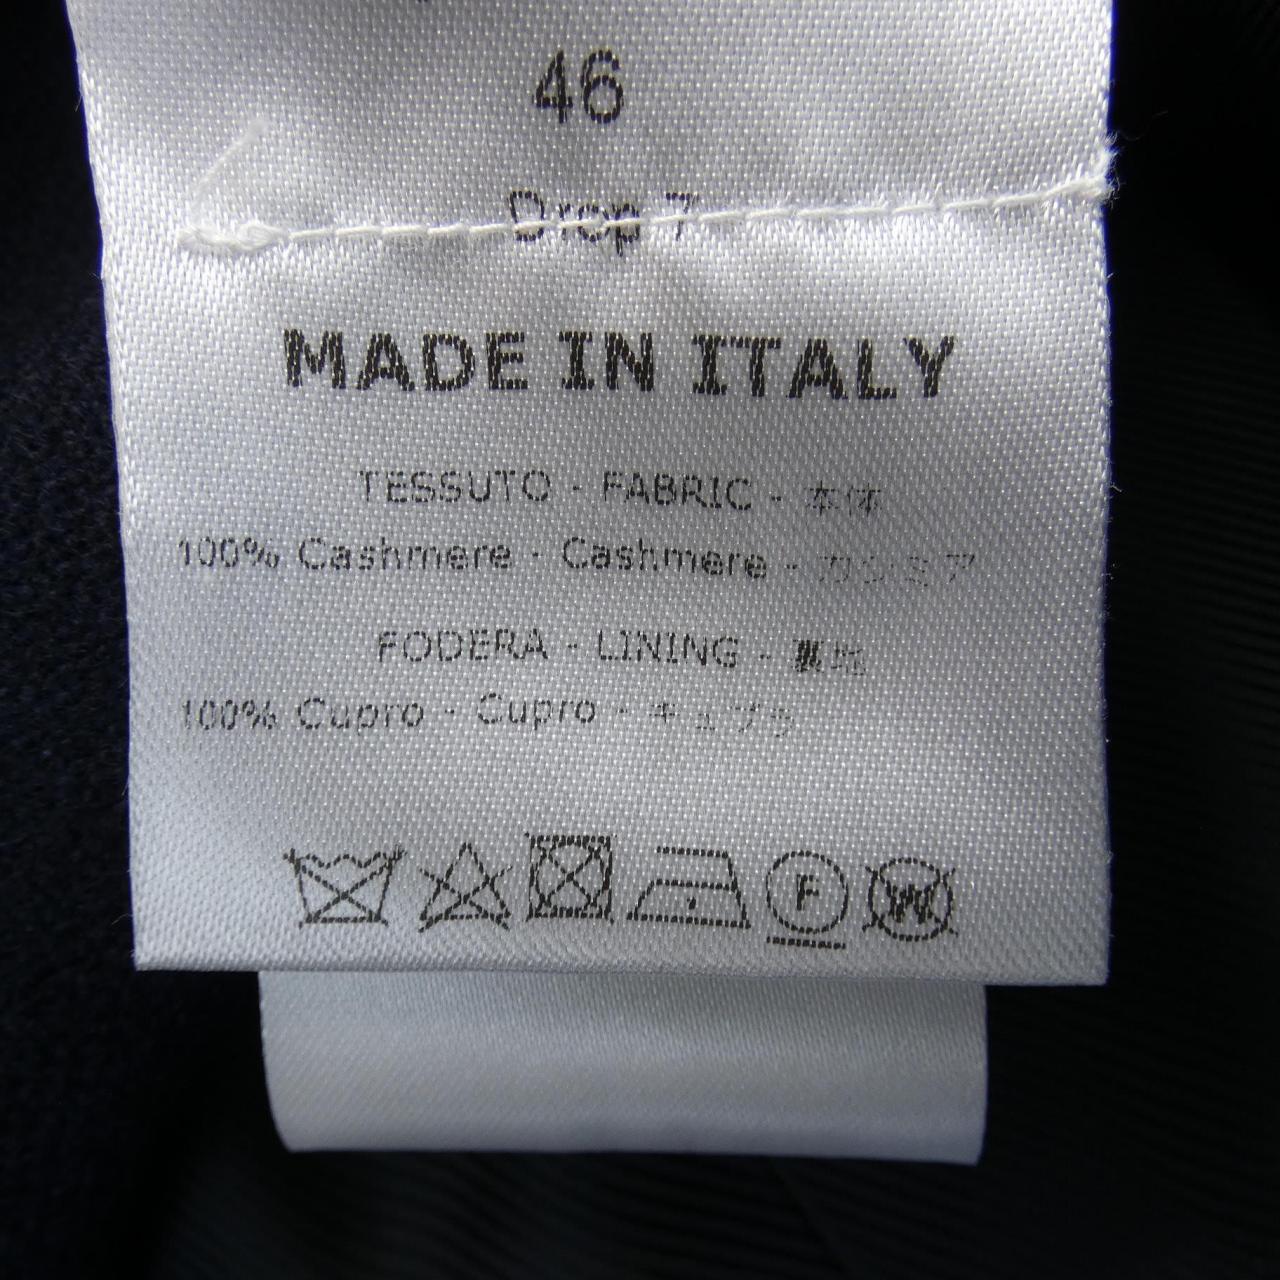 46
Drop 7
MADE IN ITALY
TESSUTO - FABRIC - 本体
100% Cashmere - Cashmere - カシミア
FODERA - LINING - 裏地
100% Cupro - Cupro - キュプラ
F W